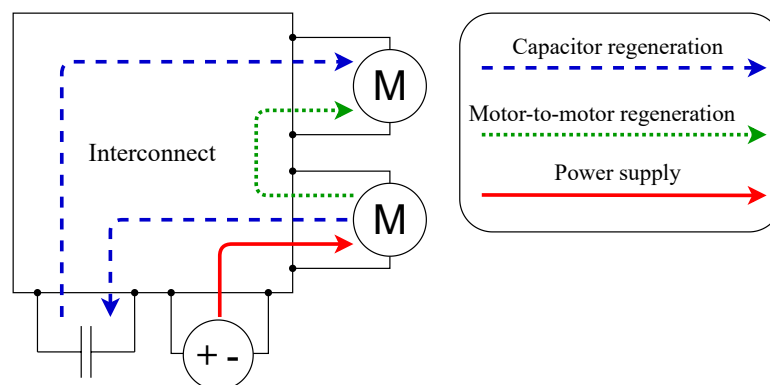 Capacitor regeneration
M
Motor-to-motor regeneration
Interconnect
Power supply
M
+ -